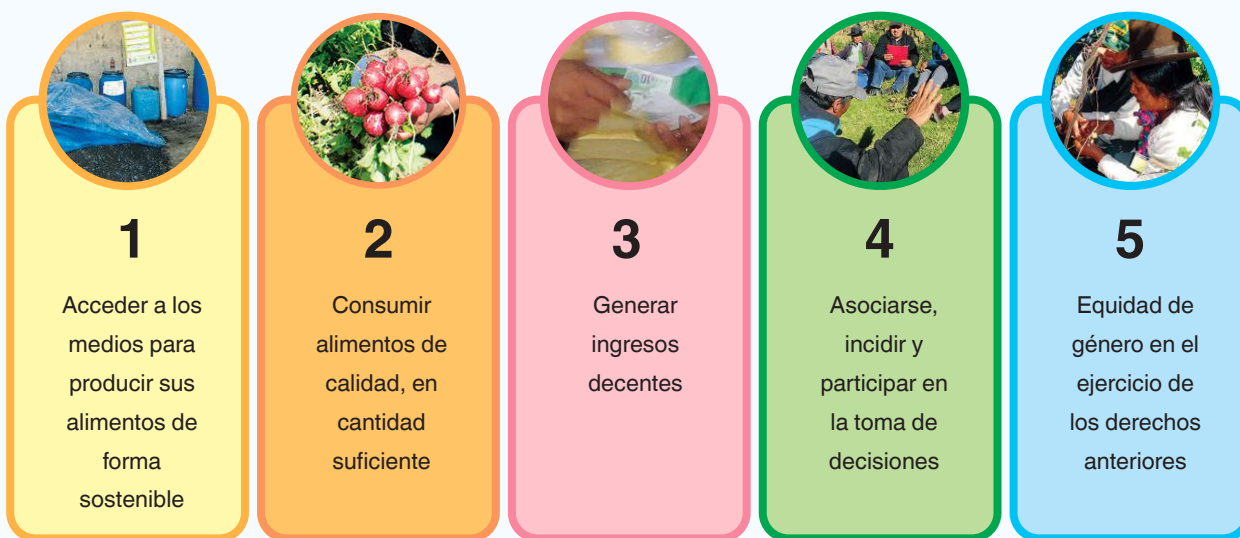 1
Acceder a los
medios para
producir sus
alimentos de
forma
sostenible
2
Consumir
alimentos de
calidad, en
cantidad
suficiente
3
Generar
ingresos
decentes
4
Asociarse,
incidir y
participar en
la toma de
decisiones
5
Equidad de
género en el
ejercicio de
los derechos
anteriores